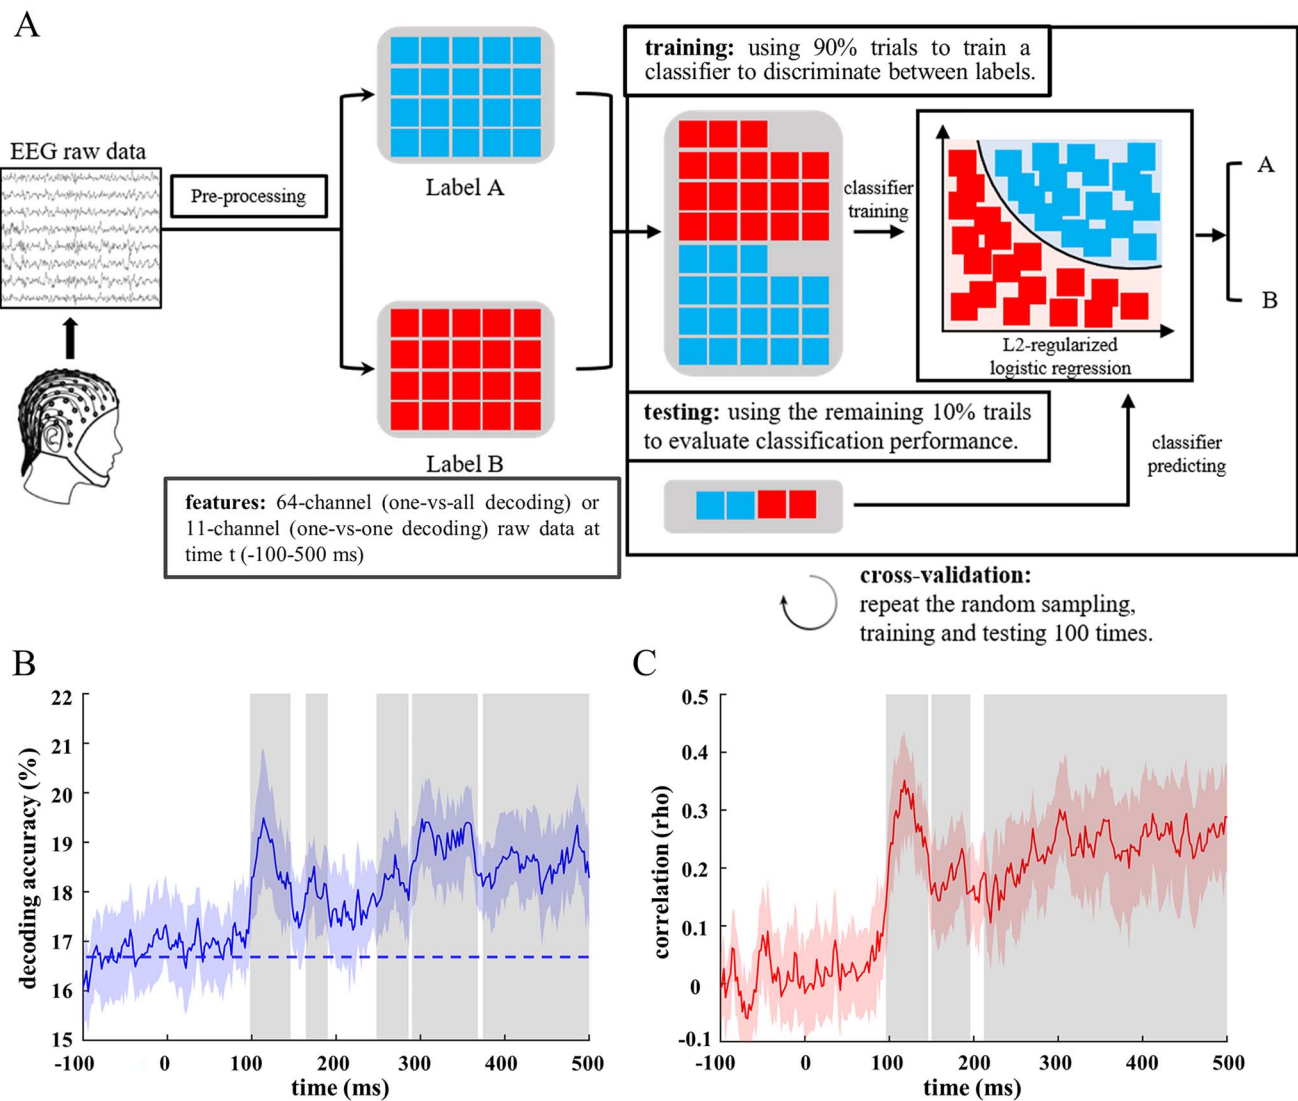 A
training: using 90% trials to train a
classifier to discriminate between labels.
EEG raw data
Pre-processing
Label A
classifier
training
A
B
L2-regularized
logistic regression
testing: using the remaining 10% trails
to evaluate classification performance.
Label B
classifier
predicting
features: 64-channel (one-vs-all decoding) or
11-channel (one-vs-one decoding) raw data at
time t (-100-500 ms)
cross-validation:
repeat the random sampling,
training and testing 100 times.
B
22
21
20
19
18
17
16
15
decoding accuracy (%)
-100 0 100 200 300 400 500
time (ms)
C
0.5
0.4
0.3
0.2
0.1
0
-0.1
correlation (rho)
-100 0 100 200 300 400 500
time (ms)